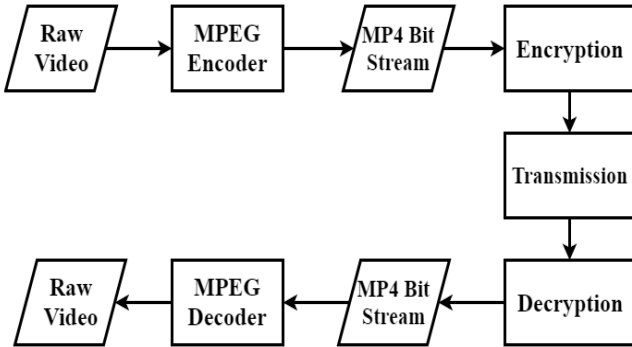 Raw
Video
MPEG
Encoder
MP4 Bit
Stream
Encryption
Transmission
Decryption
MP4 Bit
Stream
MPEG
Decoder
Raw
Video